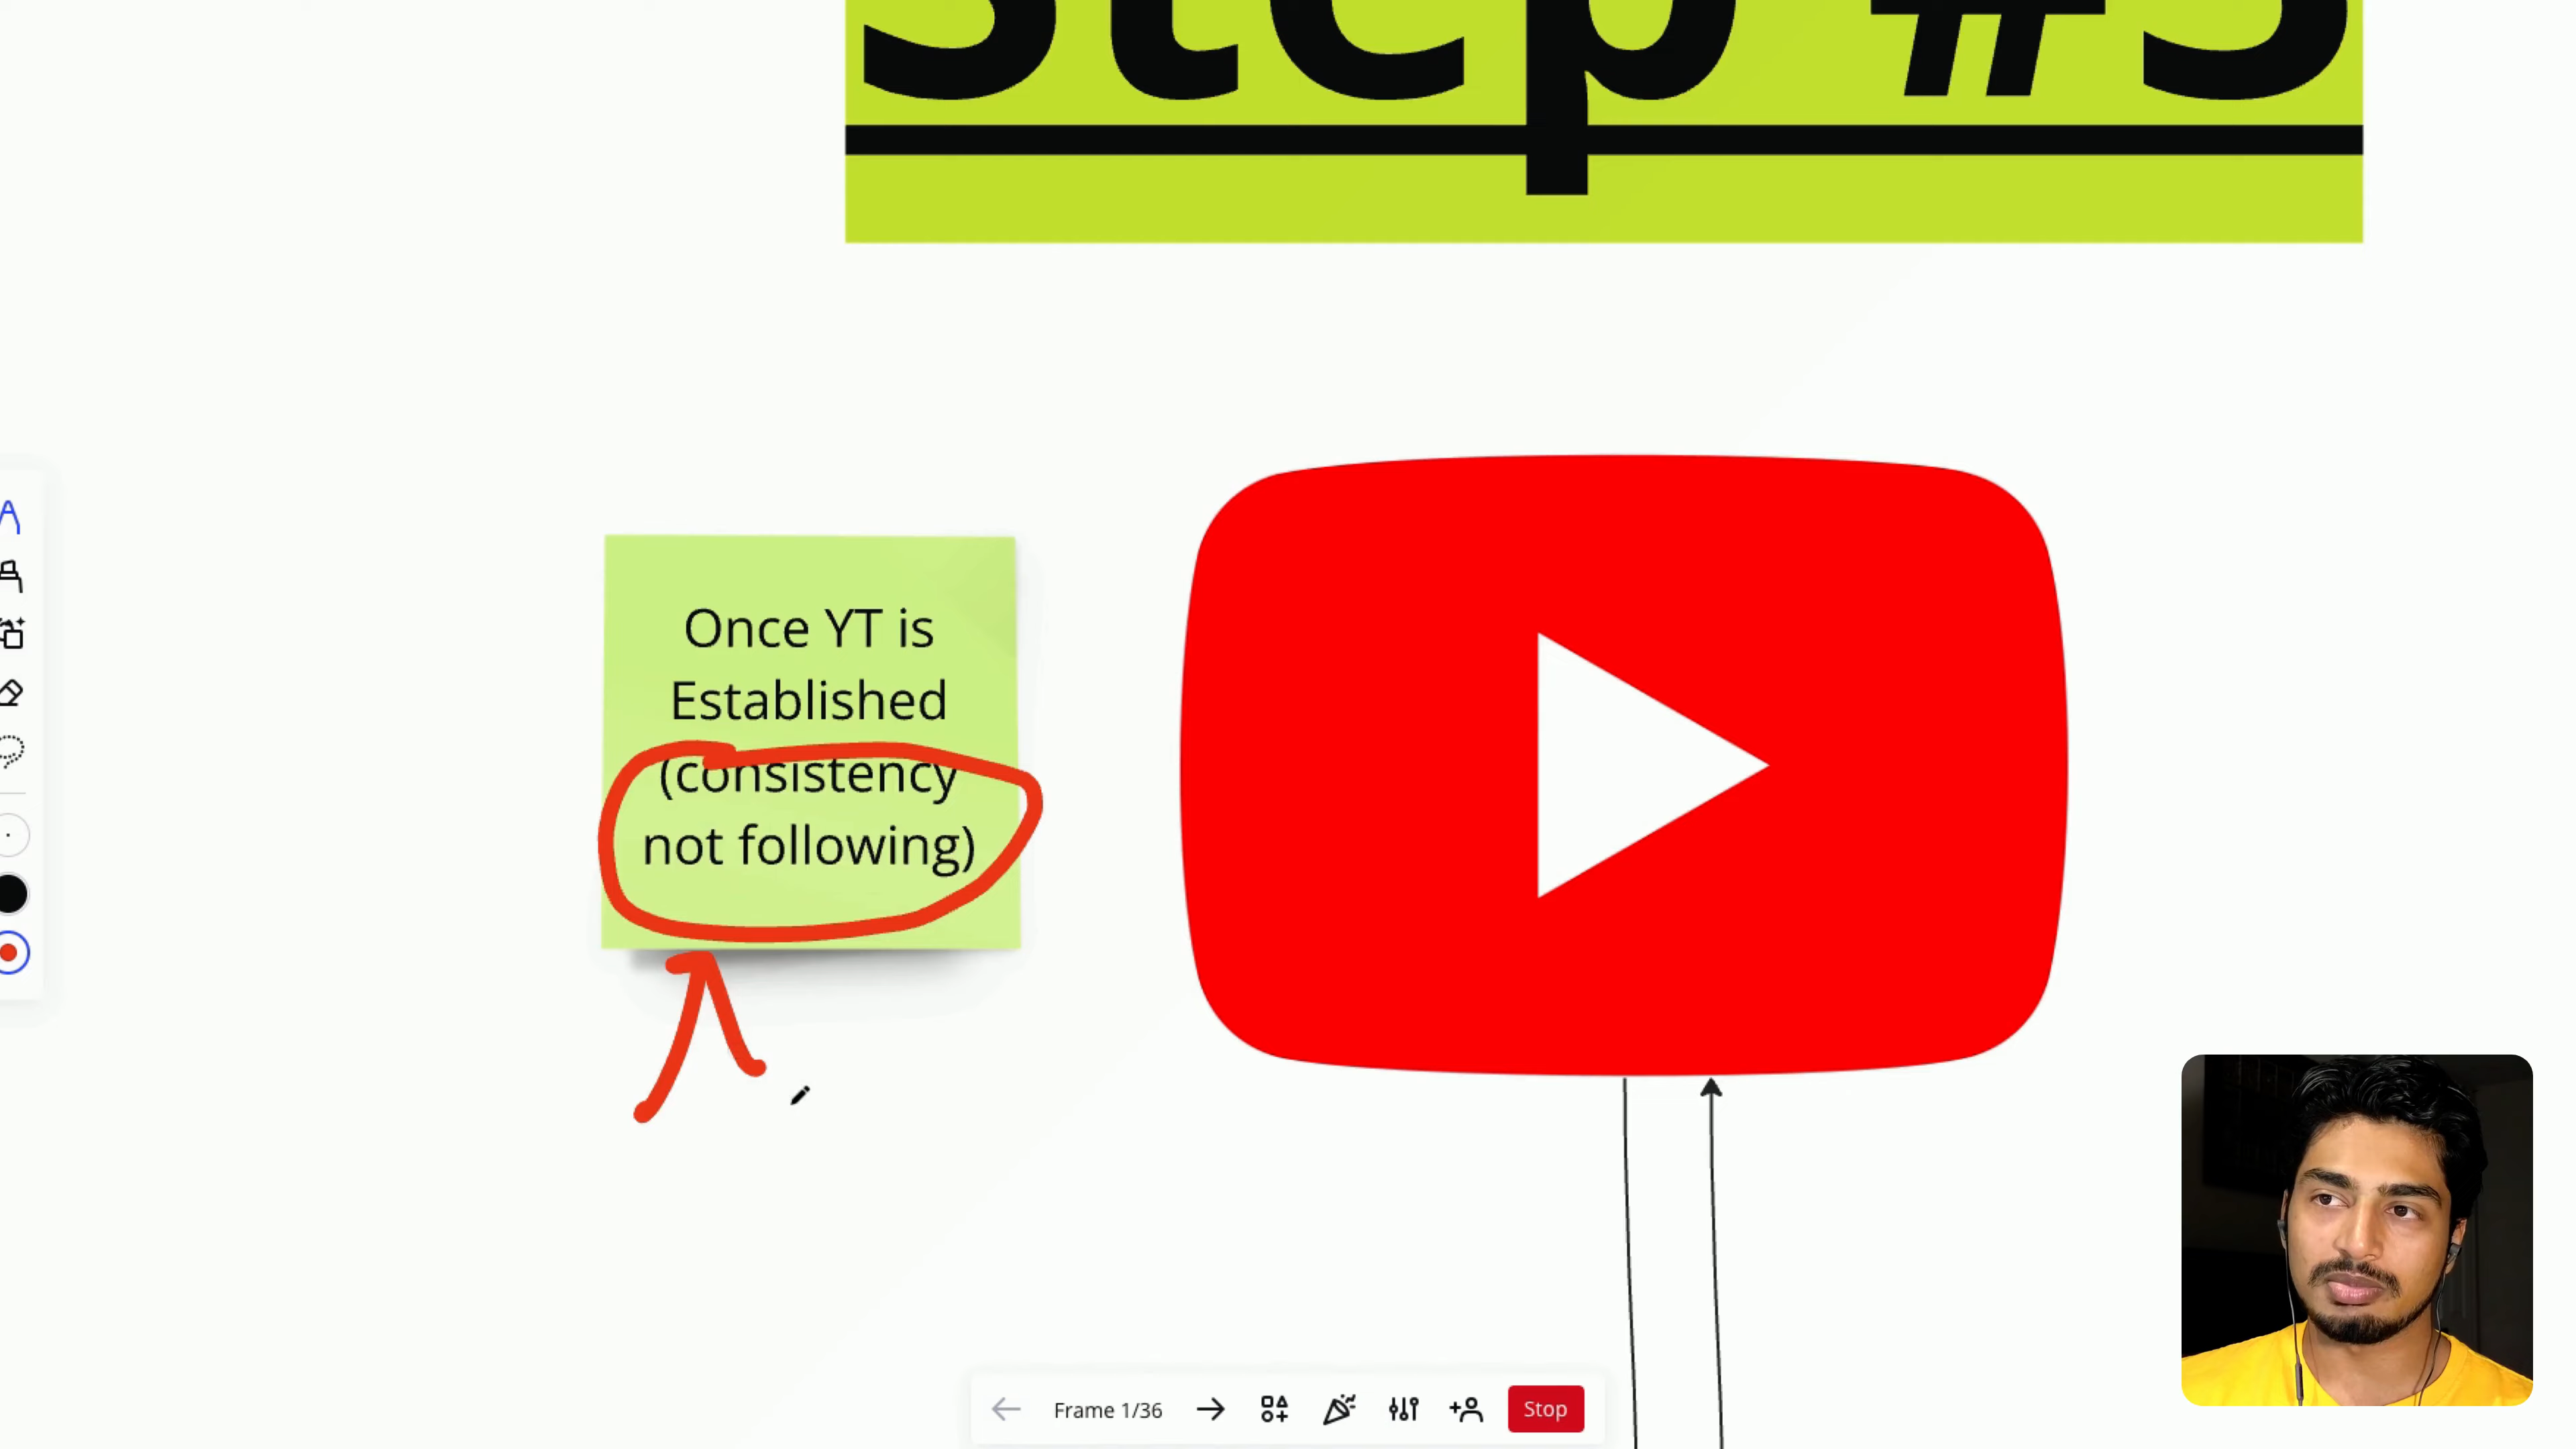 Step #3
Once YT is
Established
(consistency
not following)
Frame 1/36
Stop